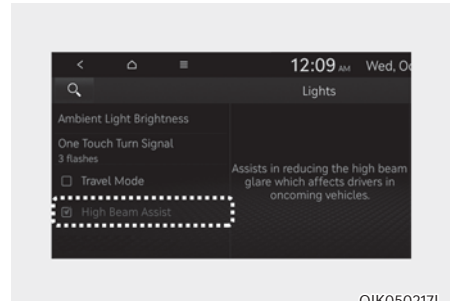 12:09 AM Wed, Oc
Lights
Ambient Light Brightness
One Touch Turn Signal
3 flashes
Travel Mode
High Beam Assist
Assists in reducing the high beam
glare which affects drivers in
oncoming vehicles.